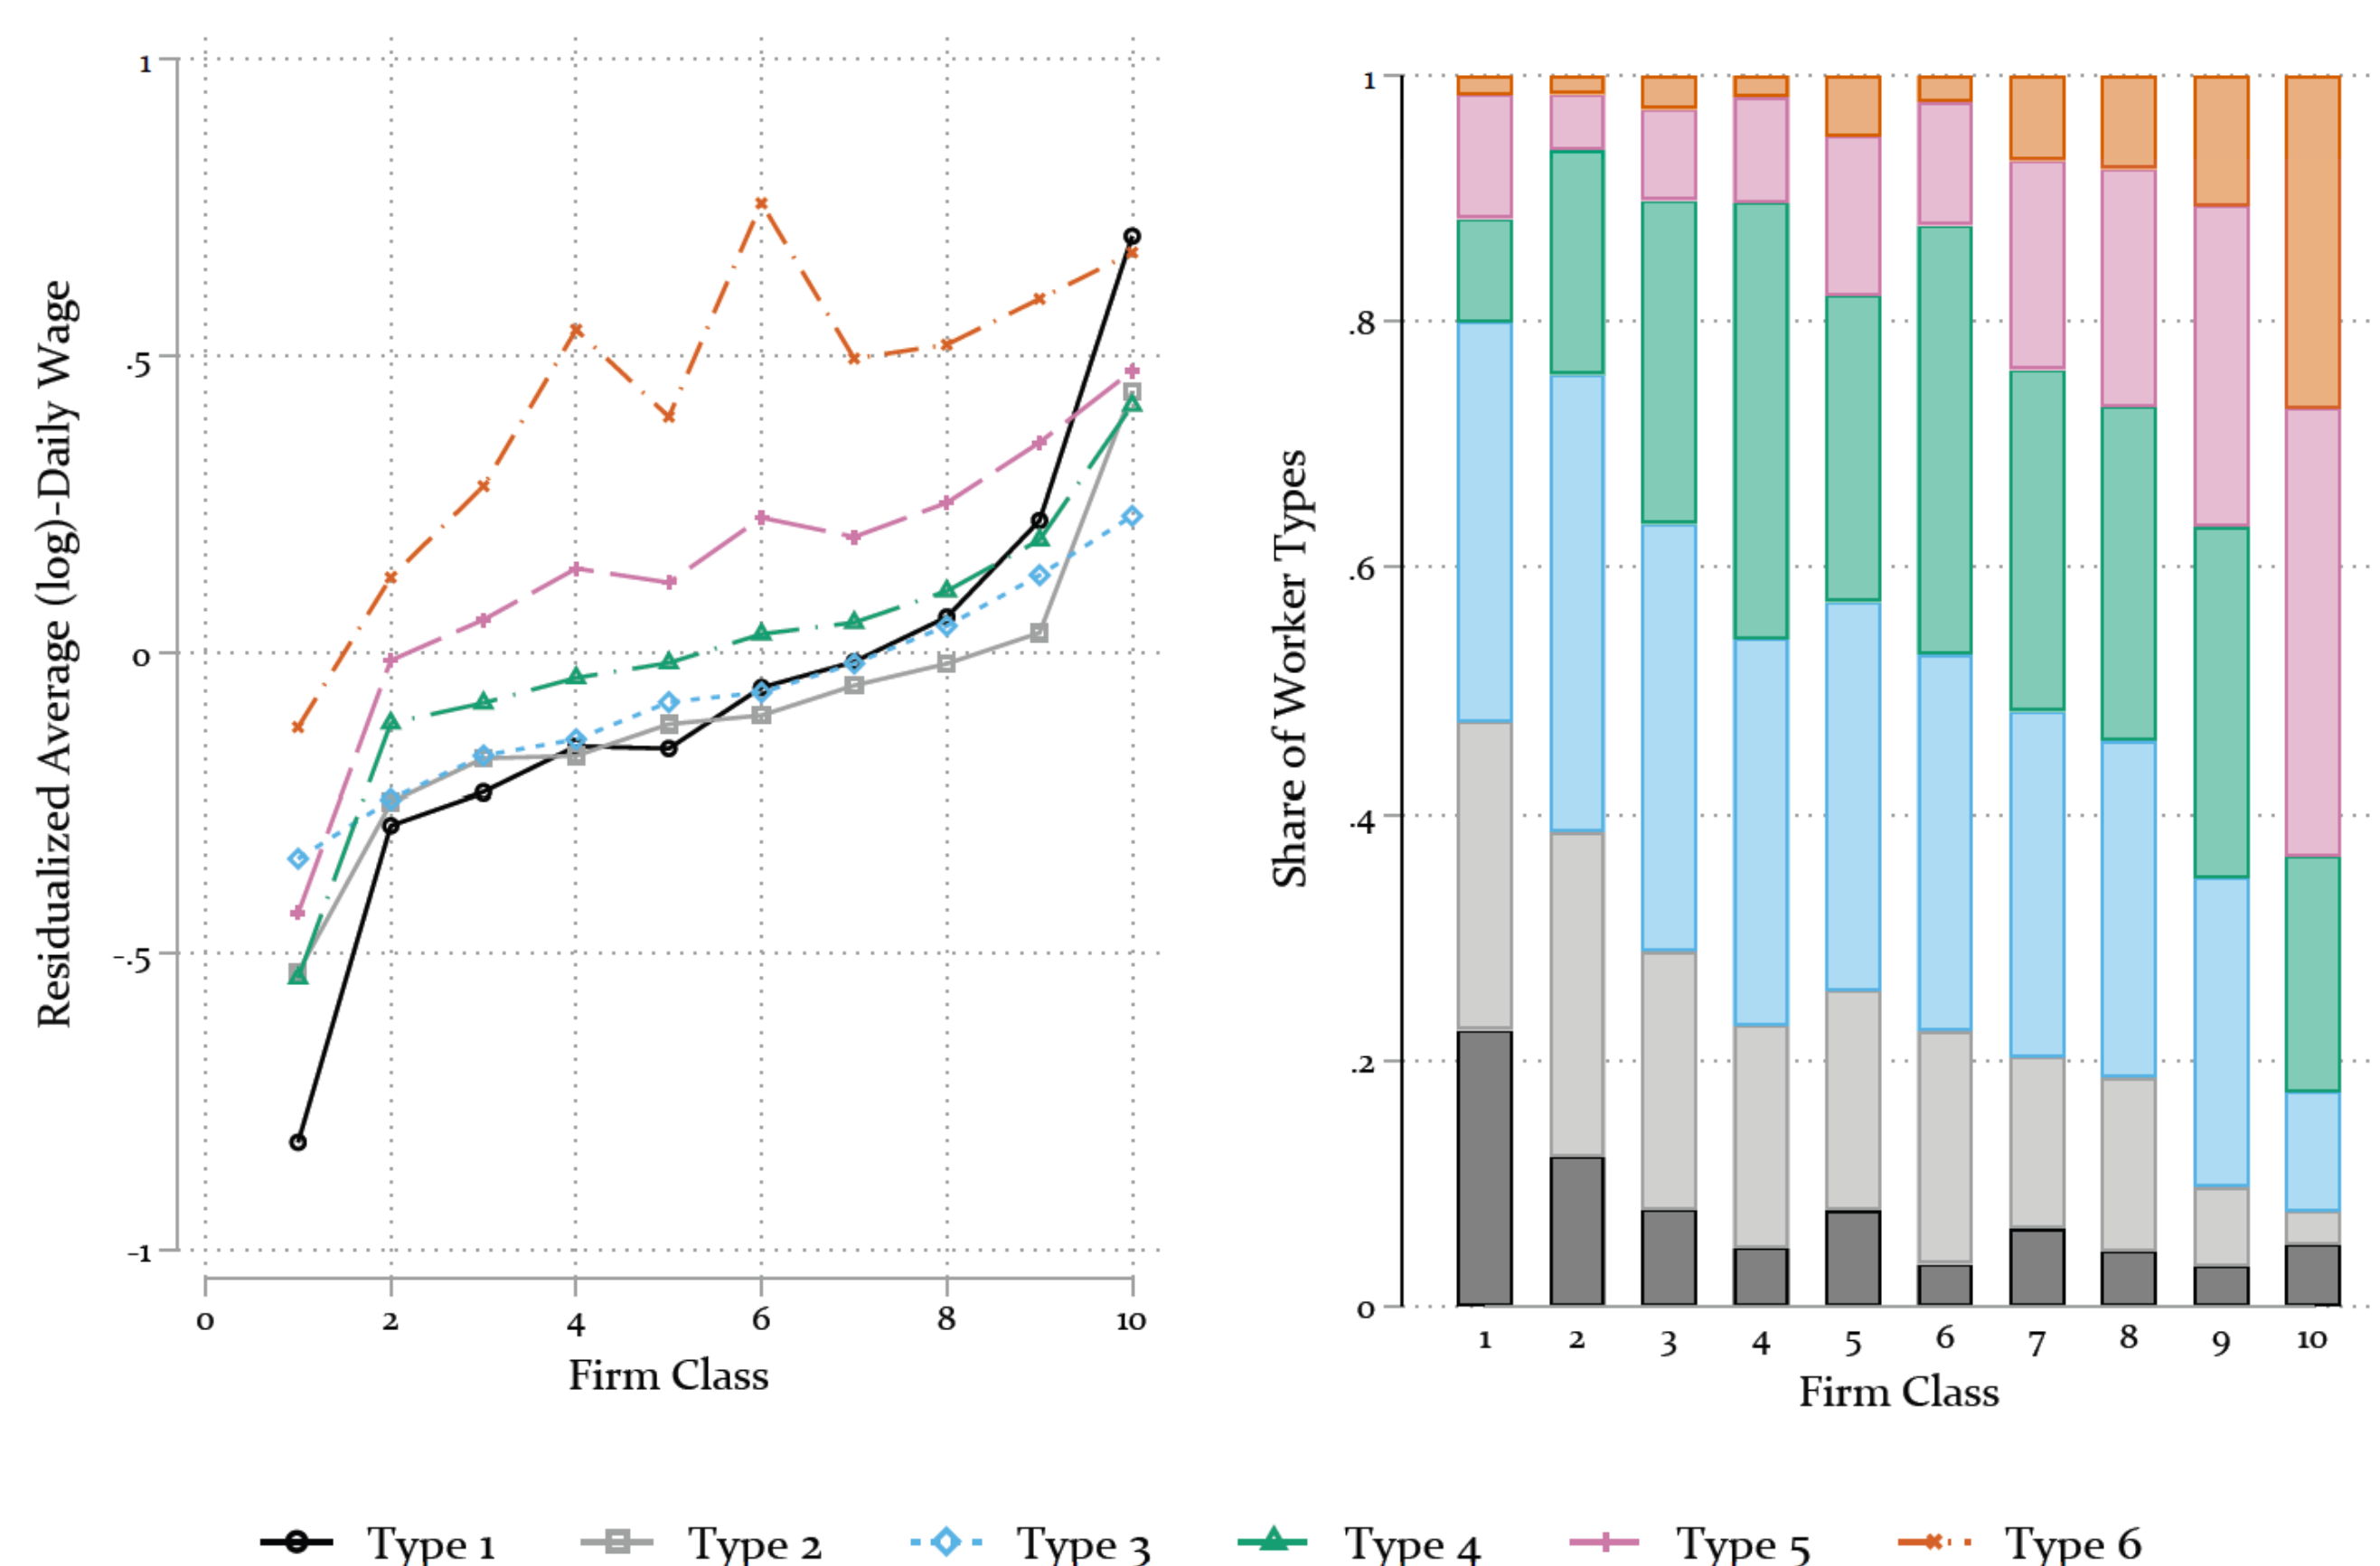 Residualized Average (log)-Daily Wage
1
.5
0
-.5
-1
0 2 4 6 8 10
Firm Class
Share of Worker Types
1
.8
.6
.4
.2
0
1 2 3 4 5 6 7 8 9 10
Firm Class
Type 1 Type 2 Type 3 Type 4 Type 5 Type 6